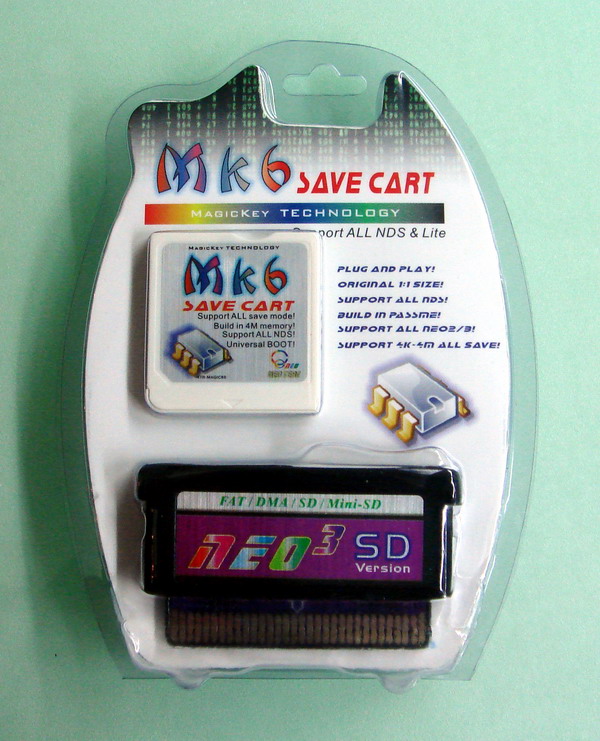 Mk6 SAVE CART
MAGICKEY TECHNOLOGY
Support ALL NDS & Lite
PLUG AND PLAY!
ORIGINAL 1:1 SIZE!
SUPPORT ALL NDS!
BUILD IN PASSME!
SUPPORT ALL NEO2/3!
SUPPORT 4K-4M ALL SAVE!
MAGICKEY TECHNOLOGY
Mk6
SAVE CART
Support ALL save mode!
Build in 4M memory!
Support ALL NDS!
Universal BOOT!
NEO
FAT / DMA / SD / Mini-SD
NEO3 SD
Version